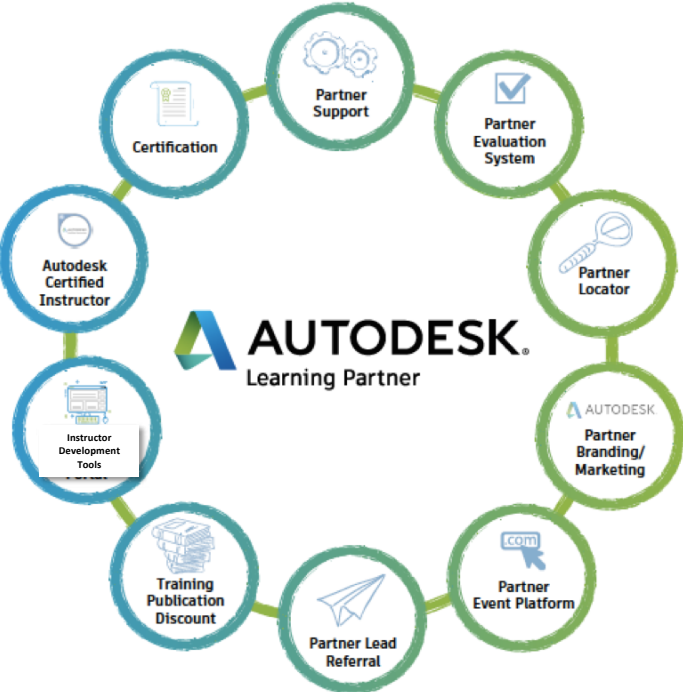 Partner
Support
Partner
Evaluation
System
Partner
Locator
AUTODESK
Partner
Branding/
Marketing
.com
Partner
Event Platform
Partner Lead
Referral
Training
Publication
Discount
Instructor
Development
Tools
Autodesk
Certified
Instructor
Certification
AUTODESK.
Learning Partner